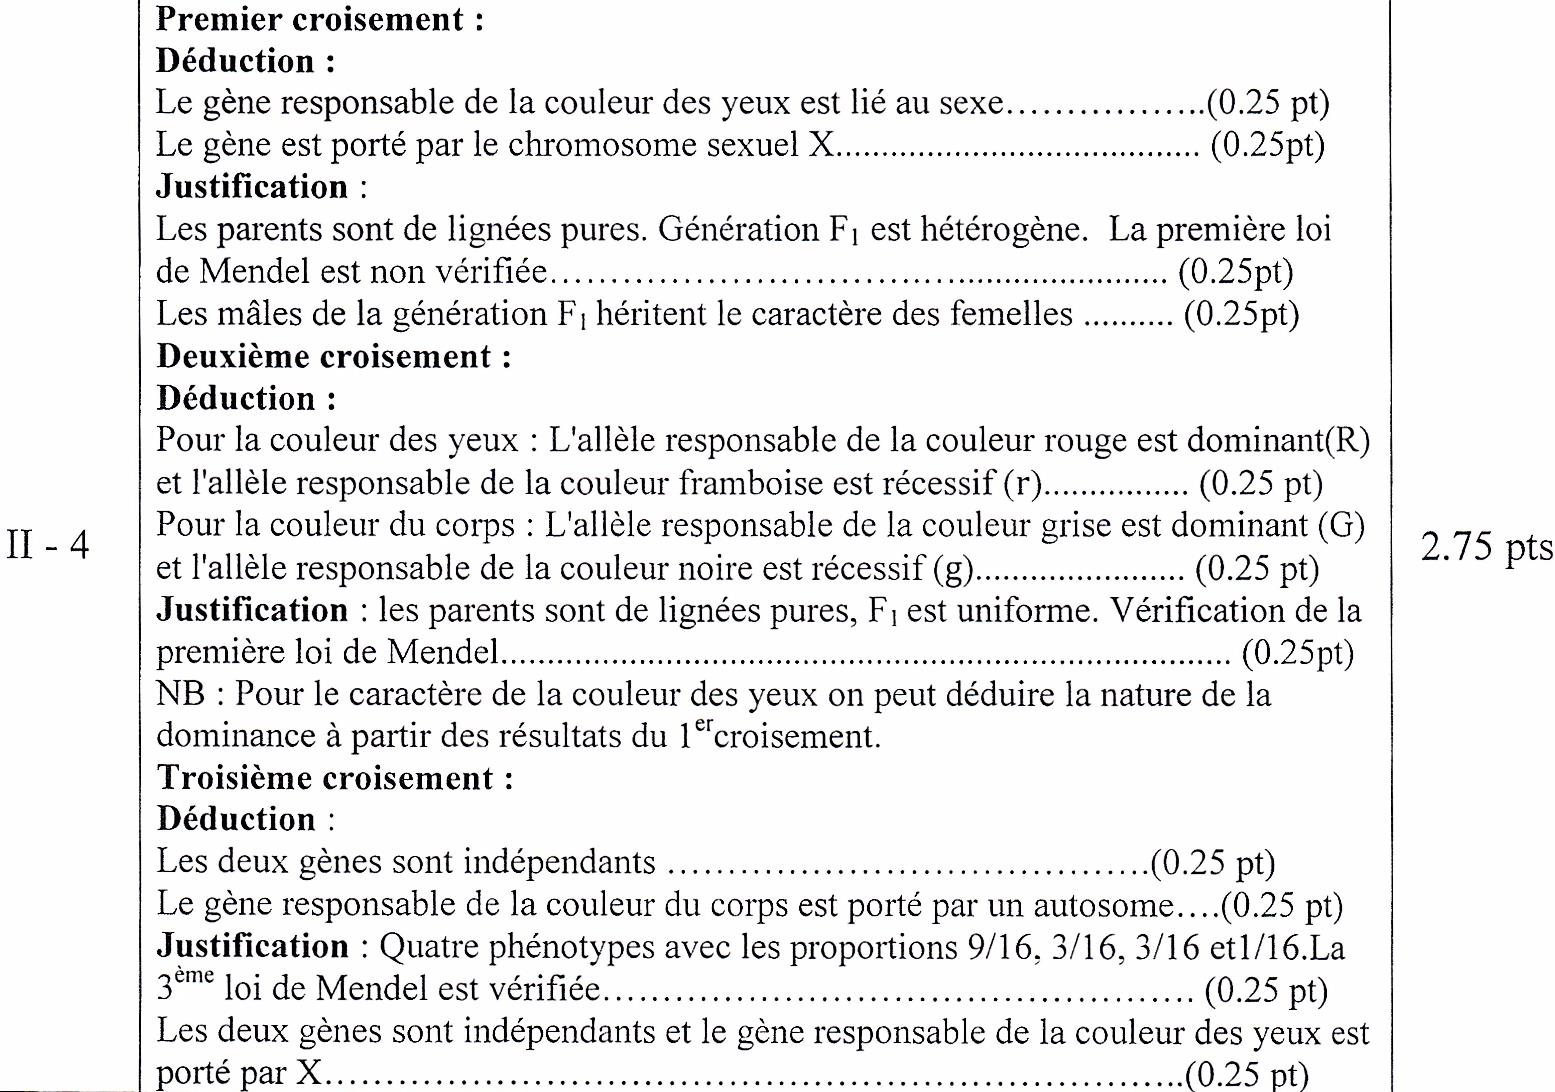 Premier croisement :
Déduction :
Le gène responsable de la couleur des yeux est lié au sexe.................(0.25 pt)
Le gène est porté par le chromosome sexuel X...................................... (0.25pt)
Justification :
Les parents sont de lignées pures. Génération F1 est hétérogène. La première loi
de Mendel est non vérifiée............................................................ (0.25pt)
Les mâles de la génération F1 héritent le caractère des femelles .......... (0.25pt)
Deuxième croisement :
Déduction :
Pour la couleur des yeux : L'allèle responsable de la couleur rouge est dominant(R)
et l'allèle responsable de la couleur framboise est récessif (r)................ (0.25 pt)
Pour la couleur du corps : L'allèle responsable de la couleur grise est dominant (G)
II - 4
2.75 pts
et l'allèle responsable de la couleur noire est récessif (g)....................... (0.25 pt)
Justification : les parents sont de lignées pures, F1 est uniforme. Vérification de la
première loi de Mendel.............................................................................. (0.25pt)
NB : Pour le caractère de la couleur des yeux on peut déduire la nature de la
dominance à partir des résultats du 1er croisement.
Troisième croisement :
Déduction :
Les deux gènes sont indépendants .......................................(0.25 pt)
Le gène responsable de la couleur du corps est porté par un autosome....(0.25 pt)
Justification : Quatre phénotypes avec les proportions 9/16, 3/16, 3/16 et1/16.La
3ème loi de Mendel est vérifiée................................................ (0.25 pt)
Les deux gènes sont indépendants et le gène responsable de la couleur des yeux est
porté par X......................................................................(0.25 pt)